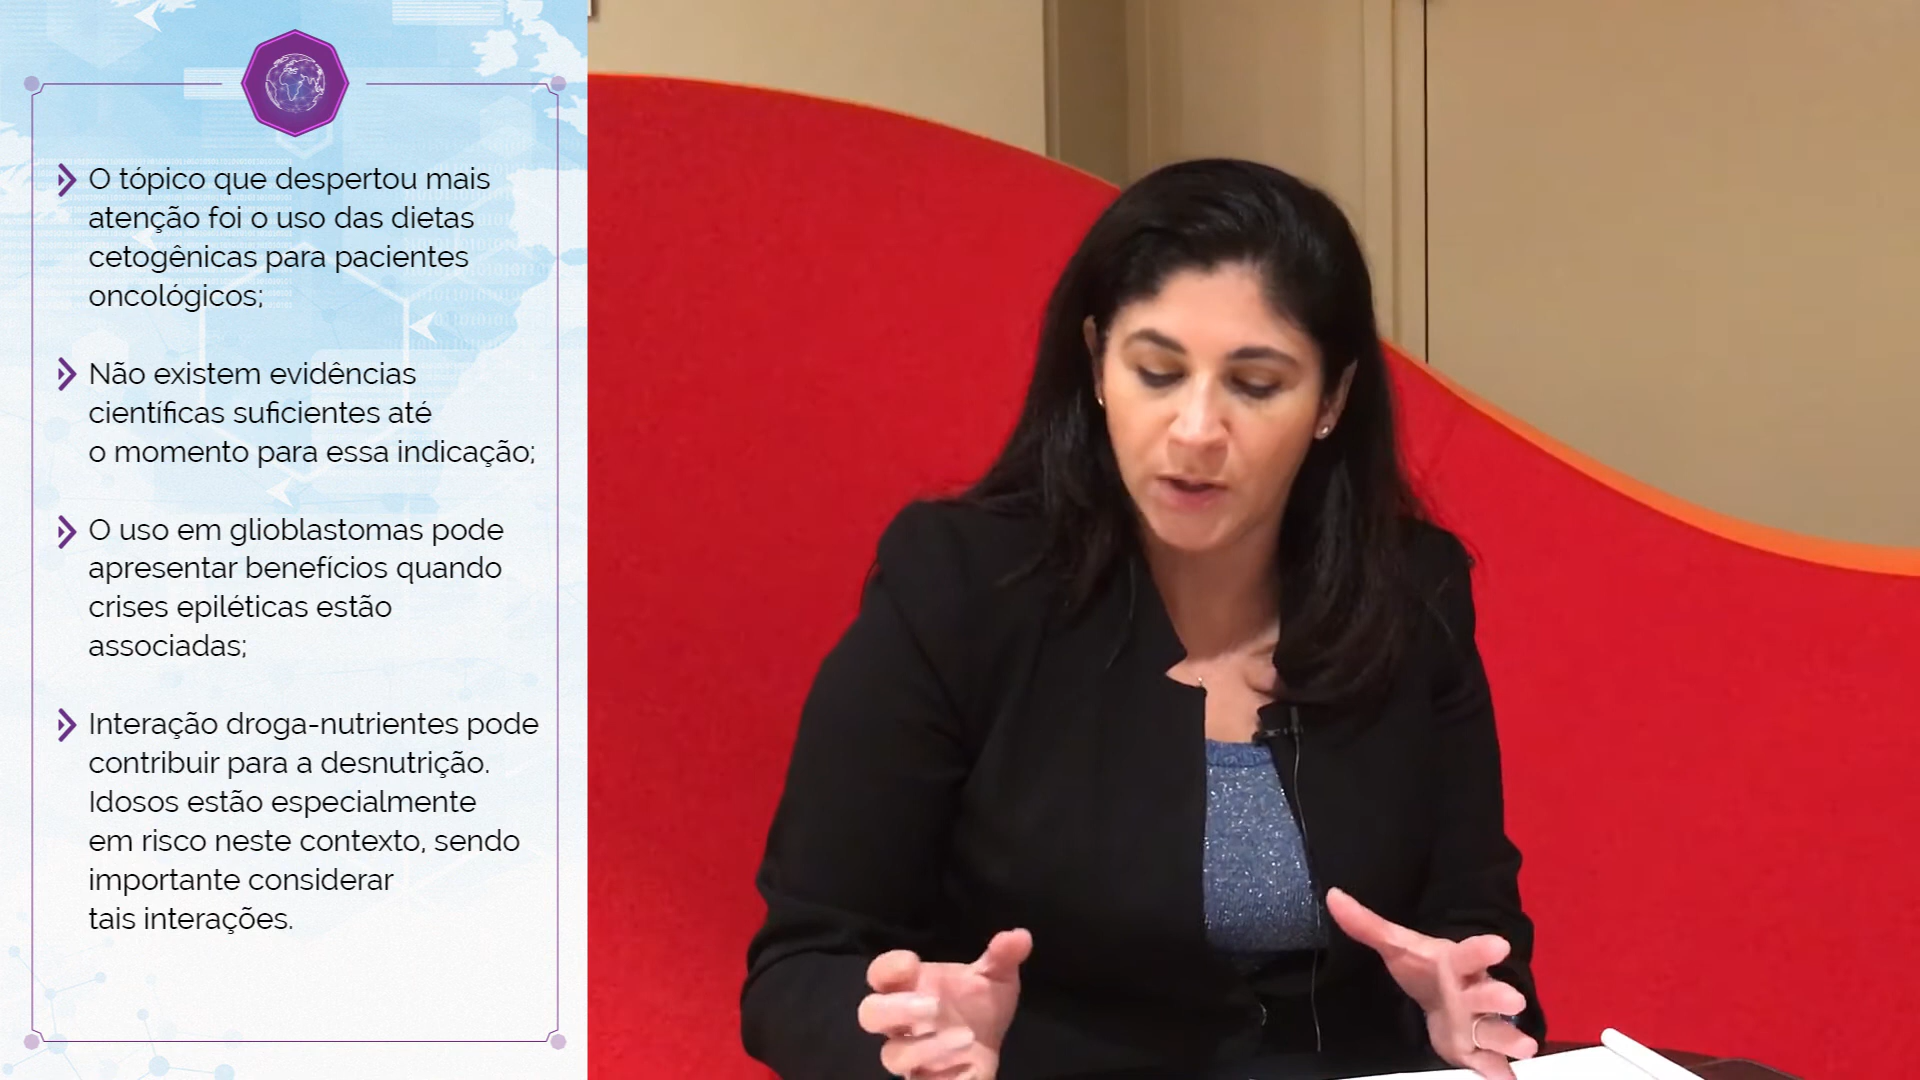 O tópico que despertou mais
atenção foi o uso das dietas
cetogênicas para pacientes
oncológicos;
Não existem evidências
científicas suficientes até
o momento para essa indicação;
O uso em glioblastomas pode
apresentar benefícios quando
crises epiléticas estão
associadas;
Interação droga-nutrientes pode
contribuir para a desnutrição.
Idosos estão especialmente
em risco neste contexto, sendo
importante considerar
tais interações.